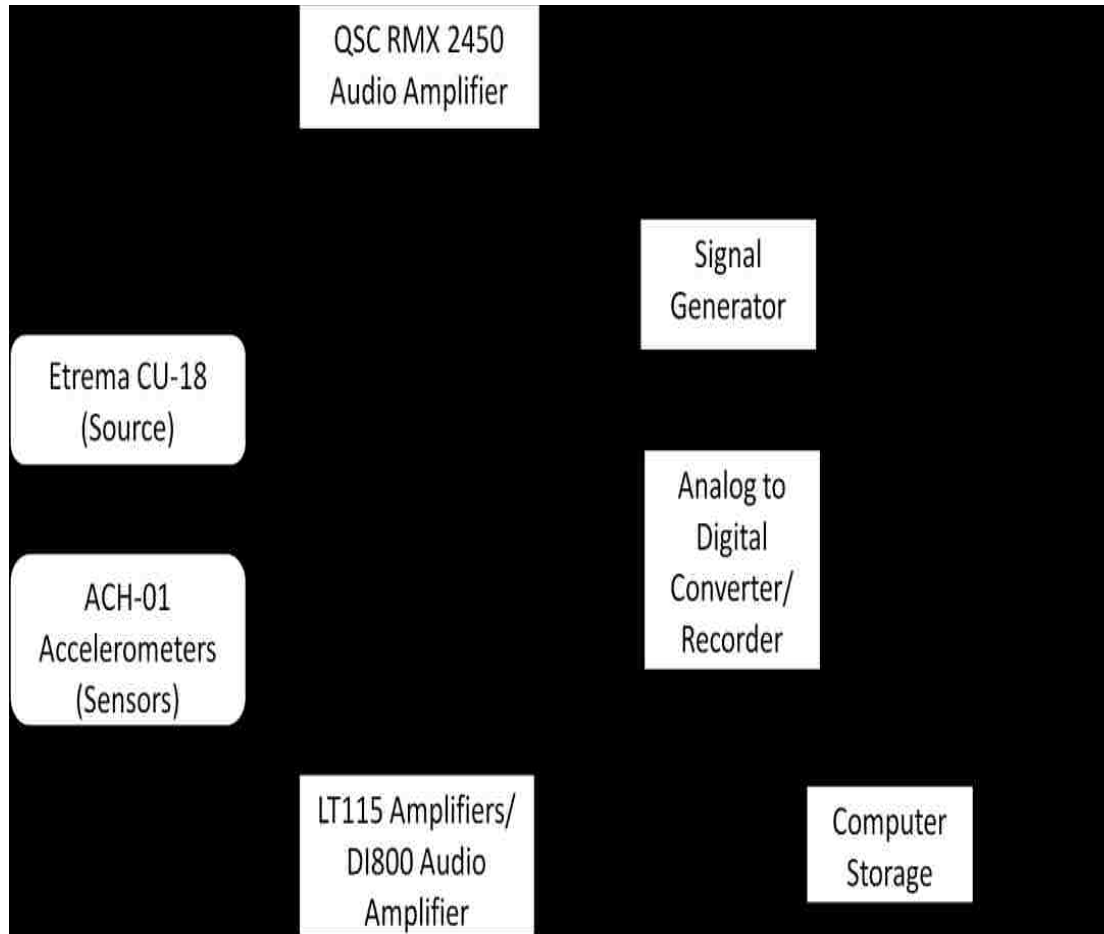 QSC RMX 2450
Audio Amplifier
Signal
Generator
Etrema CU-18
(Source)
Analog to
Digital
Converter/
Recorder
ACH-01
Accelerometers
(Sensors)
LT115 Amplifiers/
DI800 Audio
Amplifier
Computer
Storage